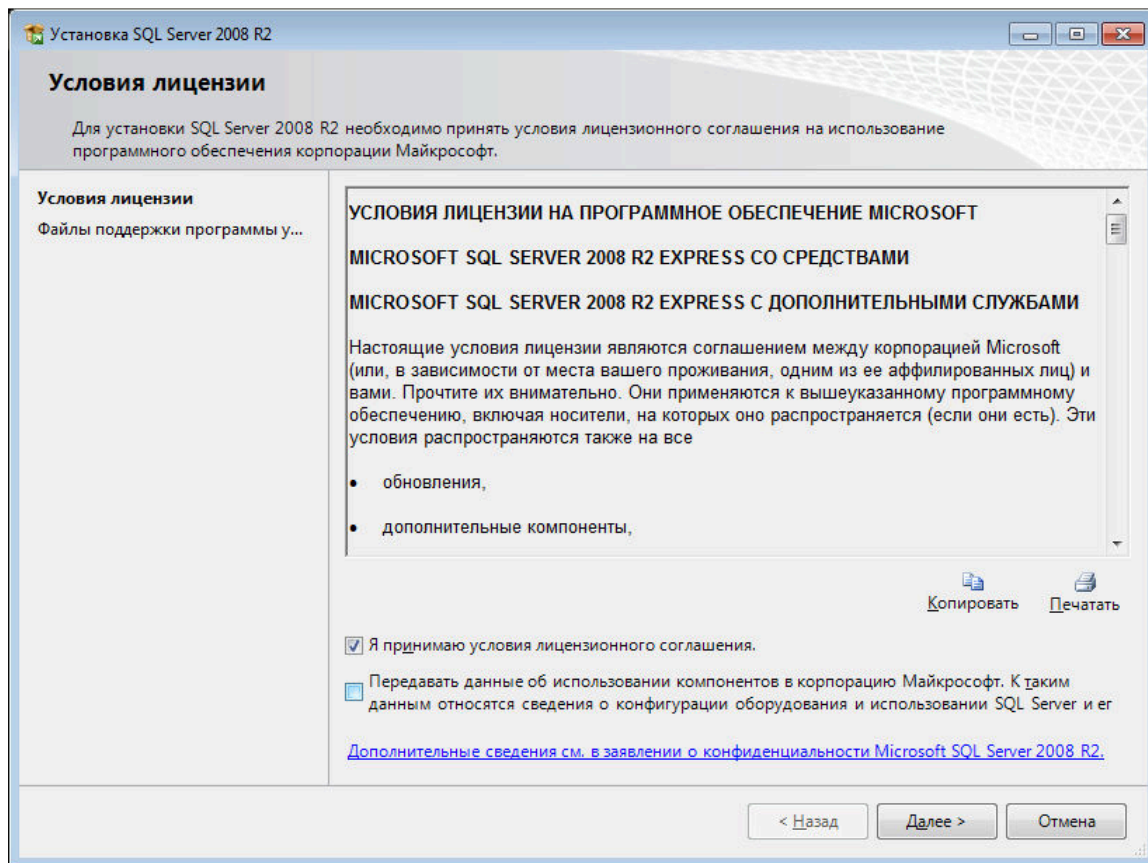 Установка SQL Server 2008 R2
Условия лицензии
Для установки SQL Server 2008 R2 необходимо принять условия лицензионного соглашения на использование
программного обеспечения корпорации Майкрософт.
Условия лицензии
Файлы поддержки программы у...
УСЛОВИЯ ЛИЦЕНЗИИ НА ПРОГРАММНОЕ ОБЕСПЕЧЕНИЕ MICROSOFT
MICROSOFT SQL SERVER 2008 R2 EXPRESS СО СРЕДСТВАМИ
MICROSOFT SQL SERVER 2008 R2 EXPRESS С ДОПОЛНИТЕЛЬНЫМИ СЛУЖБАМИ
Настоящие условия лицензии являются соглашением между корпорацией Microsoft
(или, в зависимости от места вашего проживания, одним из ее аффилированных лиц) и
вами. Прочтите их внимательно. Они применяются к вышеуказанному программному
обеспечению, включая носители, на которых оно распространяется (если они есть). Эти
условия распространяются также на все
• обновления,
• дополнительные компоненты,
Копировать Печатать
Я принимаю условия лицензионного соглашения.
Передавать данные об использовании компонентов в корпорацию Майкрософт. К таким
данным относятся сведения о конфигурации оборудования и использовании SQL Server и ег
Дополнительные сведения см. в заявлении о конфиденциальности Microsoft SQL Server 2008 R2.
< Назад Далее > Отмена